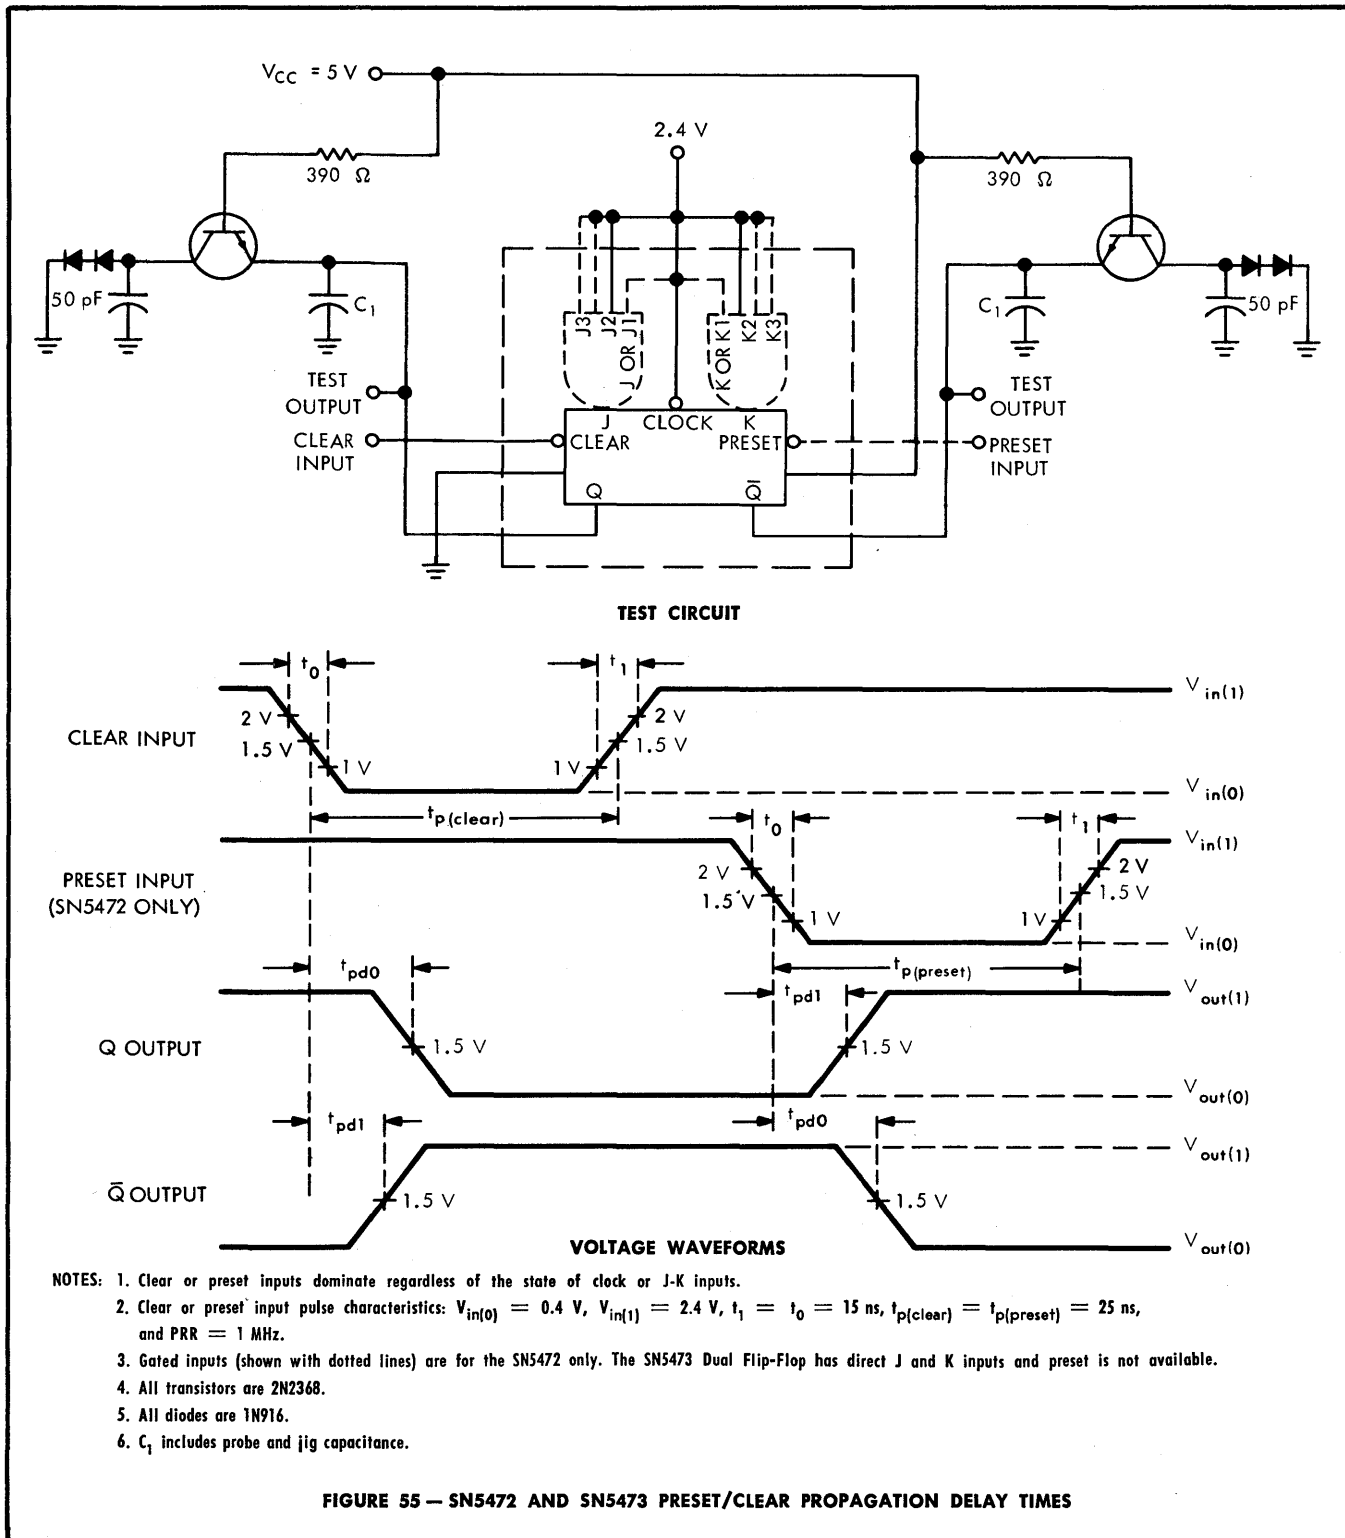 V CC = 5 V
2.4 V
390 Ω
390 Ω
50 pF
C1
J3
J2
J OR J1
K OR K1
K2
K3
C1
50 pF
TEST OUTPUT
TEST OUTPUT
J
CLOCK
K
CLEAR INPUT
CLEAR
PRESET
PRESET INPUT
Q
Q̄
TEST CIRCUIT
t0
t1
Vin(1)
CLEAR INPUT
2 V
2 V
1.5 V
1.5 V
1 V
1 V
Vin(0)
tp(clear)
t0
t1
Vin(1)
PRESET INPUT
(SN5472 ONLY)
2 V
2 V
1.5 V
1.5 V
1 V
1 V
Vin(0)
tpd0
tp(preset)
tpd1
Vout(1)
Q OUTPUT
1.5 V
1.5 V
Vout(0)
tpd1
tpd0
Vout(1)
Q̄ OUTPUT
1.5 V
1.5 V
Vout(0)
VOLTAGE WAVEFORMS
NOTES: 1. Clear or preset inputs dominate regardless of the state of clock or J-K inputs.
2. Clear or preset input pulse characteristics: Vin(0) = 0.4 V, Vin(1) = 2.4 V, t1 = t0 = 15 ns, tp(clear) = tp(preset) = 25 ns,
and PRR = 1 MHz.
3. Gated inputs (shown with dotted lines) are for the SN5472 only. The SN5473 Dual Flip-Flop has direct J and K inputs and preset is not available.
4. All transistors are 2N2368.
5. All diodes are 1N916.
6. C1 includes probe and jig capacitance.
FIGURE 55 — SN5472 AND SN5473 PRESET/CLEAR PROPAGATION DELAY TIMES